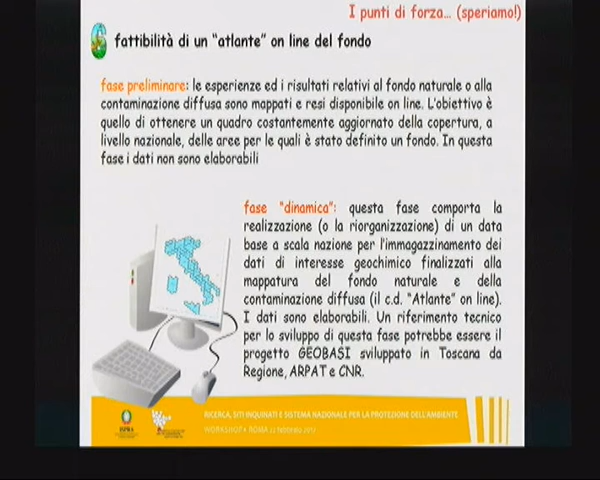 I punti di forza... (speriamo!)
fattibilità di un “atlante” on line del fondo
fase preliminare: le esperienze ed i risultati relativi al fondo naturale o alla
contaminazione diffusa sono mappati e resi disponibile on line. L’obiettivo è
quello di ottenere un quadro costantemente aggiornato della copertura, a
livello nazionale, delle aree per le quali è stato definito un fondo. In questa
fase i dati non sono elaborabili
fase “dinamica”: questa fase comporta la
realizzazione (o la riorganizzazione) di un data
base a scala nazione per l’immagazzinamento dei
dati di interesse geochimico finalizzati alla
mappatura del fondo naturale e della
contaminazione diffusa (il c.d. “Atlante” on line).
I dati sono elaborabili. Un riferimento tecnico
per lo sviluppo di questa fase potrebbe essere il
progetto GEOBASI sviluppato in Toscana da
Regione, ARPAT e CNR.
RICERCA, SITI INQUINATI E SISTEMA NAZIONALE PER LA PROTEZIONE DELL’AMBIENTE
WORKSHOP ROMA
ISPRA